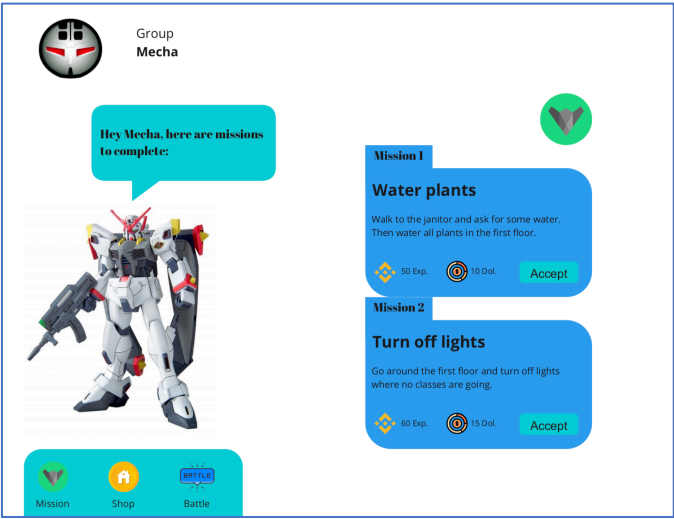 Group
Mecha
Hey Mecha, here are missions
to complete:
Mission 1
Water plants
Walk to the janitor and ask for some water.
Then water all plants in the first floor.
50 Exp.
10 Dol.
Accept
Mission 2
Turn off lights
Go around the first floor and turn off lights
where no classes are going.
60 Exp.
15 Dol.
Accept
BATTLE
Mission
Shop
Battle